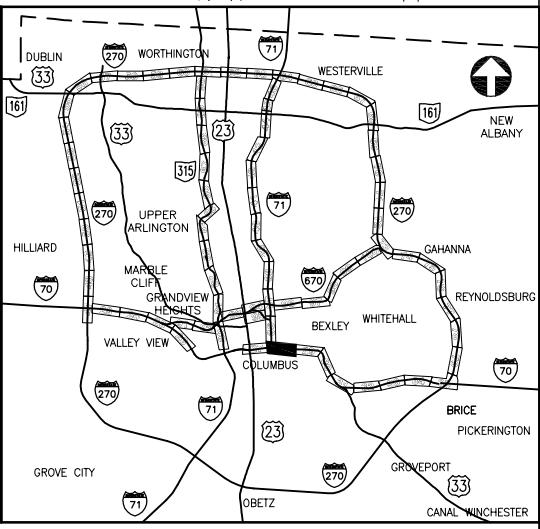 DUBLIN
33
270
WORTHINGTON
71
WESTERVILLE
161
161
NEW
ALBANY
33
23
315
270
71
270
UPPER
ARLINGTON
HILLIARD
GAHANNA
70
MARBLE
CLIFF
670
GRANDVIEW
HEIGHTS
REYNOLDSBURG
BEXLEY
WHITEHALL
VALLEY VIEW
COLUMBUS
70
270
71
BRICE
23
PICKERINGTON
GROVE CITY
270
GROVEPORT
33
71
OBETZ
CANAL WINCHESTER